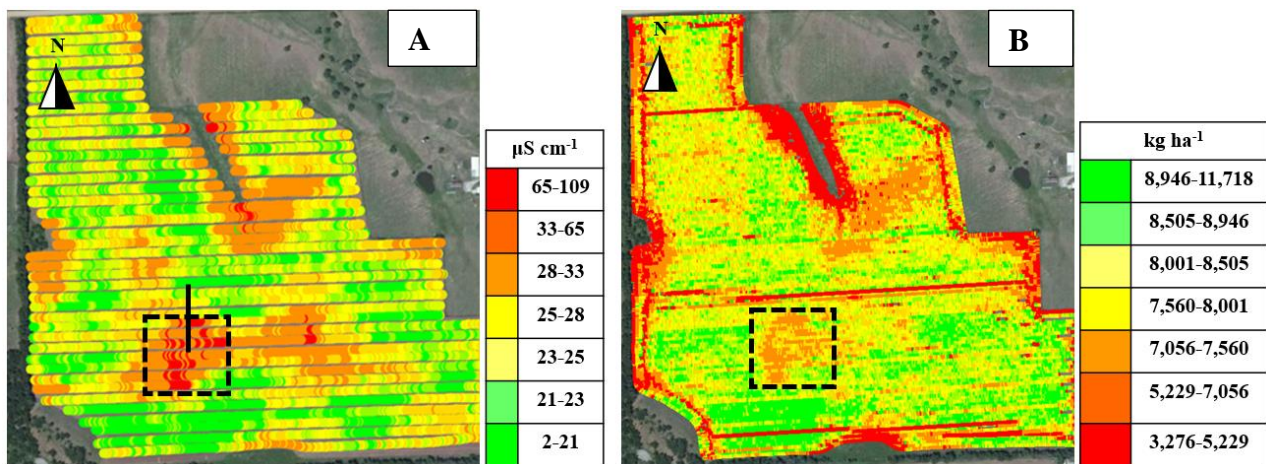 A
N
µS cm-1
65-109
33-65
28-33
25-28
23-25
21-23
2-21
B
N
kg ha-1
8,946-11,718
8,505-8,946
8,001-8,505
7,560-8,001
7,056-7,560
5,229-7,056
3,276-5,229